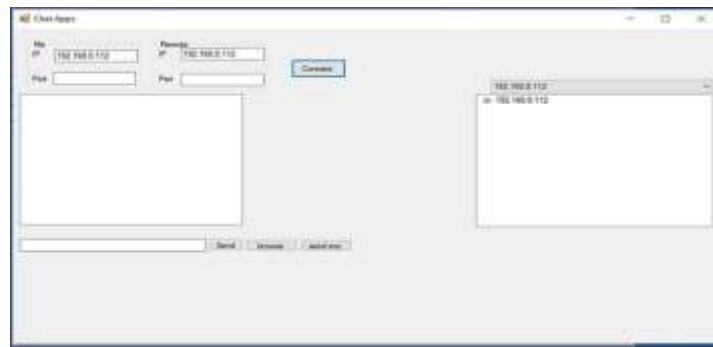 Chat Apps
Me
IP 192.168.0.112
Remote
IP 192.168.0.112
Port
Port
Connect
192.168.0.112
192.168.0.112
Send browse